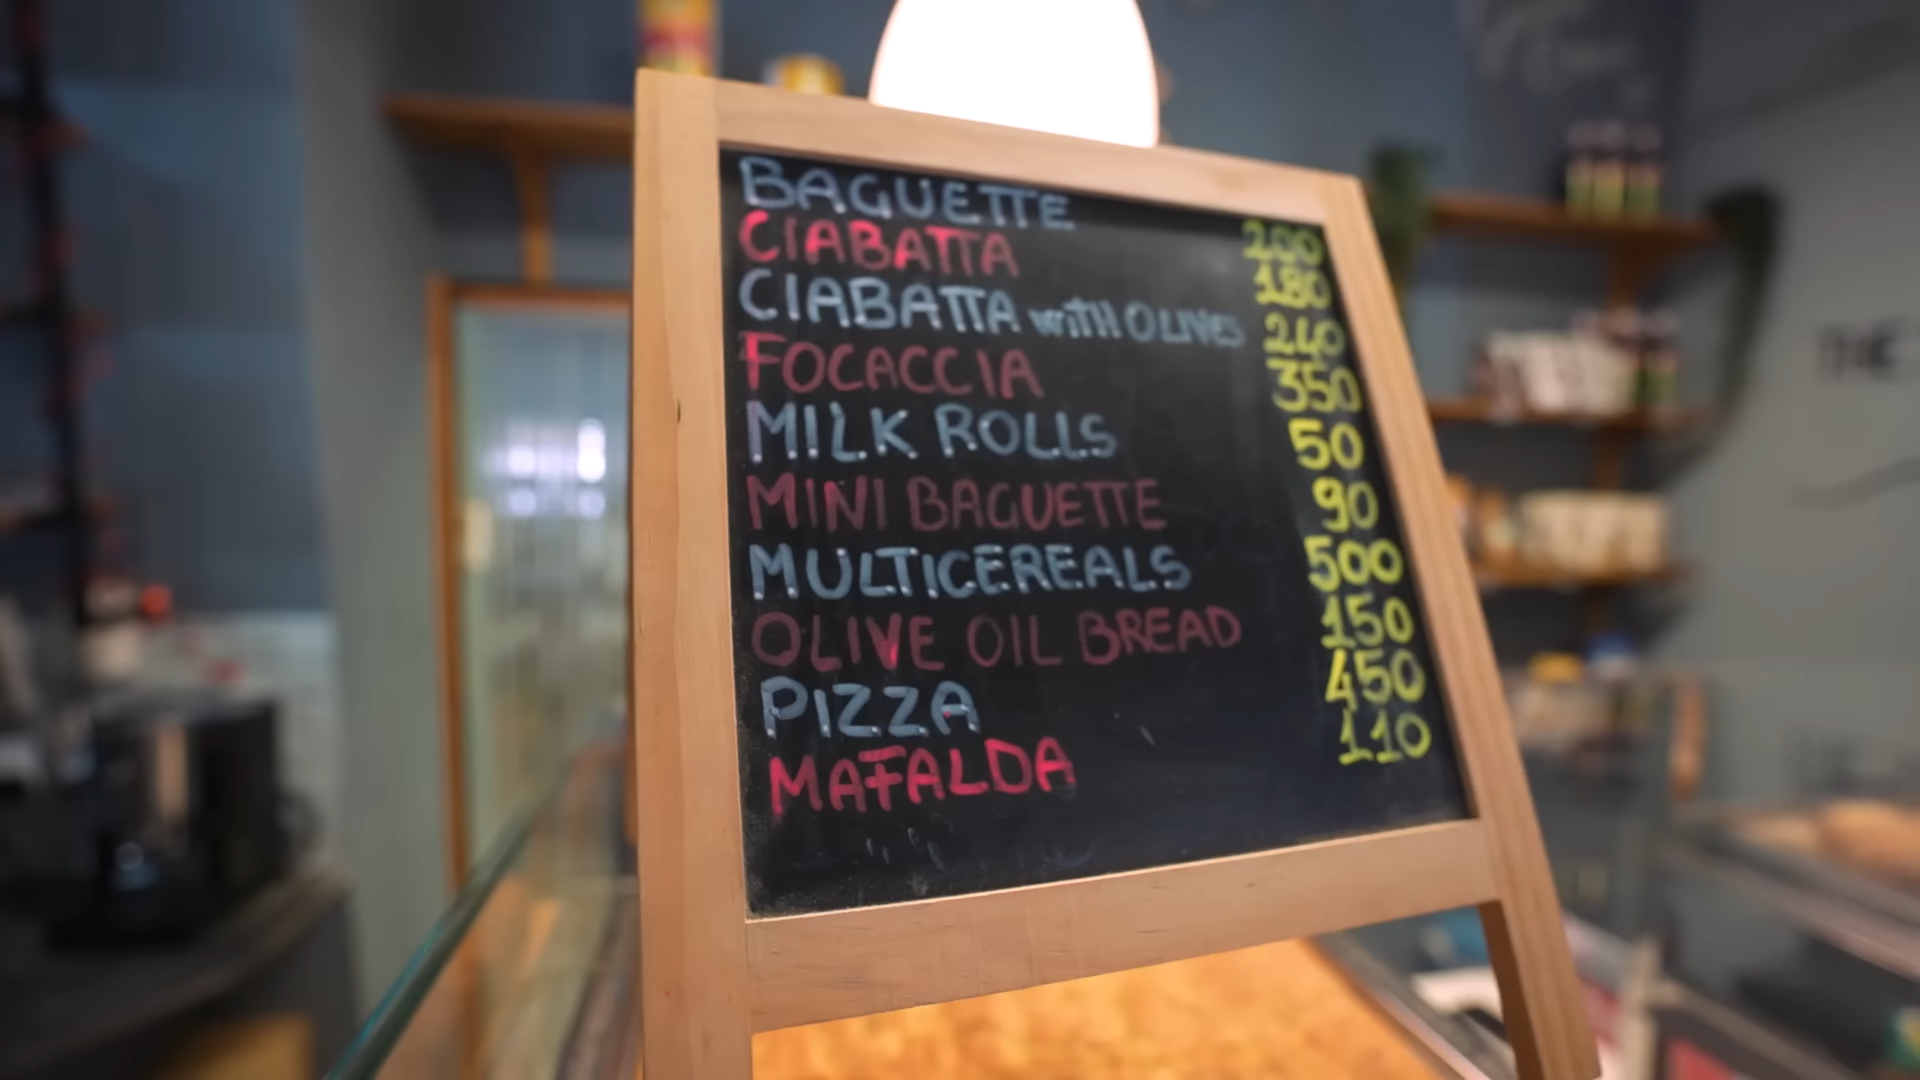 BAGUETTE 200
CIABATTA 180
CIABATTA with OLIVES 240
FOCACCIA 350
MILK ROLLS 50
MINI BAGUETTE 90
MULTICEREALS 500
OLIVE OIL BREAD 150
PIZZA 450
MAFALDA 110